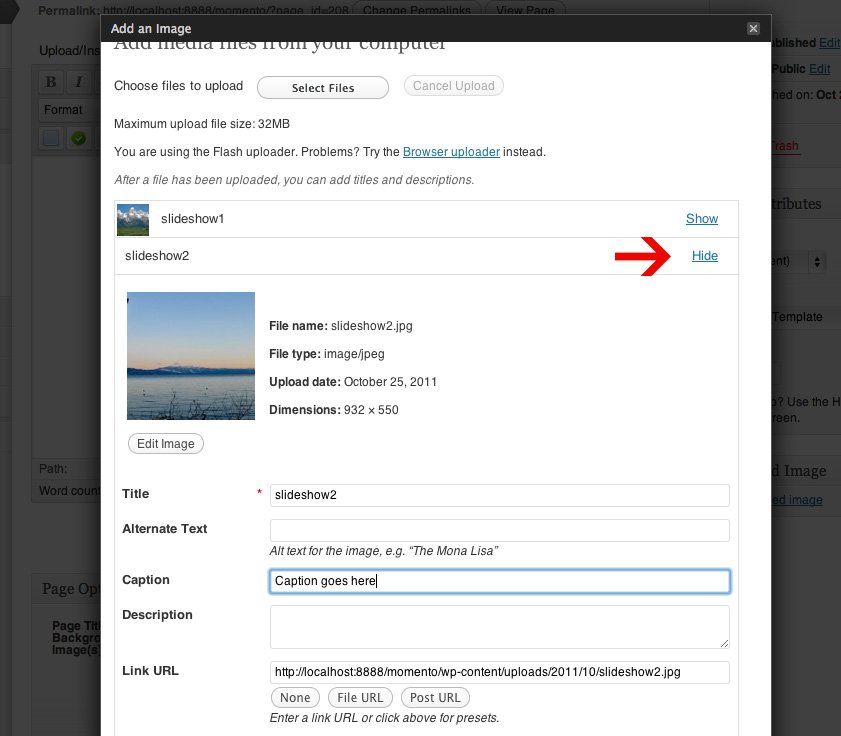 Permalink: http://localhost:8888/momento/?page_id=208 Change Permalinks View Page
Add an Image
Add media files from your computer
Upload/Ins
blished Edit
Choose files to upload Select Files Cancel Upload
Public Edit
B I
hed on: Oct 2
Format
Maximum upload file size: 32MB
You are using the Flash uploader. Problems? Try the Browser uploader instead.
Trash
After a file has been uploaded, you can add titles and descriptions.
tributes
slideshow1 Show
slideshow2 Hide
ent)
Template
File name: slideshow2.jpg
File type: image/jpeg
Upload date: October 25, 2011
Dimensions: 932 × 550
p? Use the H
reen.
Edit Image
Path:
d Image
Word count
Title * slideshow2
ed image
Alternate Text
Alt text for the image, e.g. “The Mona Lisa”
Caption Caption goes here
Page Opt
Description
Page Titl
Backgro
Image(s)
Link URL http://localhost:8888/momento/wp-content/uploads/2011/10/slideshow2.jpg
None File URL Post URL
Enter a link URL or click above for presets.